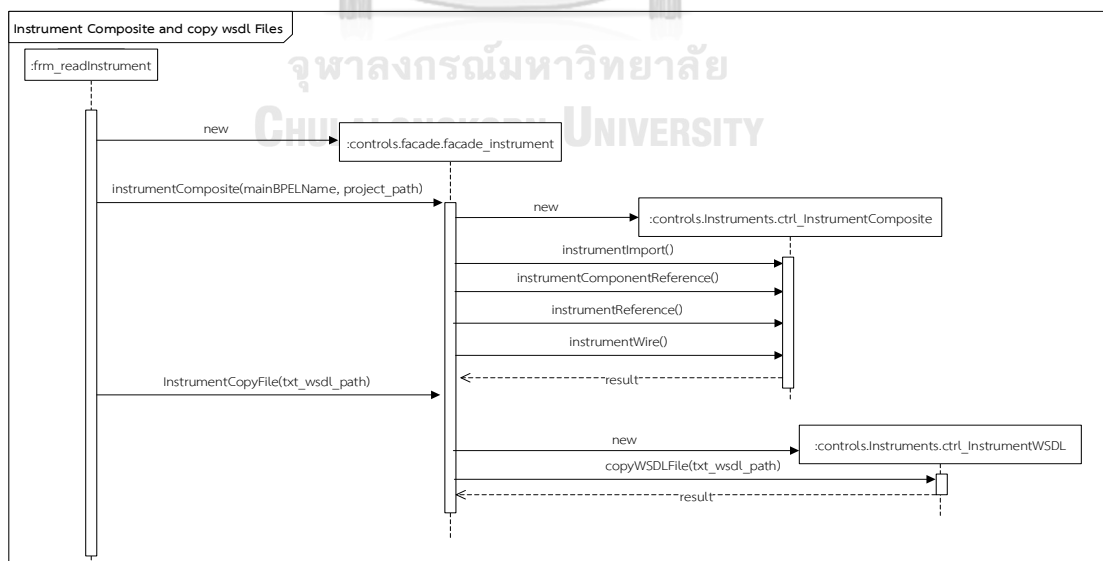 Instrument Composite and copy wsdl Files
:frm_readInstrument
จุฬาลงกรณ์มหาวิทยาลัย
CHULALONGKORN UNIVERSITY
new
:controls.facade.facade_instrument
instrumentComposite(mainBPELName, project_path)
new
:controls.Instruments.ctrl_InstrumentComposite
instrumentImport()
instrumentComponentReference()
instrumentReference()
instrumentWire()
result
InstrumentCopyFile(txt_wsdl_path)
new
:controls.Instruments.ctrl_InstrumentWSDL
copyWSDLFile(txt_wsdl_path)
result